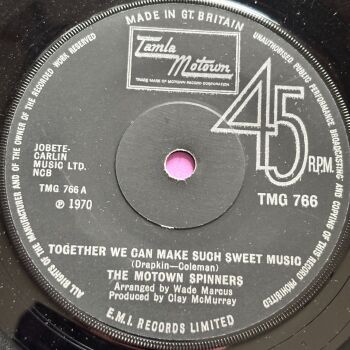 MADE IN GT. BRITAIN
Tamla
Motown
TRADE MARK OF MOTOWN RECORD CORPORATION
45 R.P.M.
JOBETE-
CARLIN
MUSIC LTD.
NCB
TMG 766 A
℗ 1970
TMG 766
TOGETHER WE CAN MAKE SUCH SWEET MUSIC
(Drapkin-Coleman)
THE MOTOWN SPINNERS
Arranged by Wade Marcus
Produced by Clay McMurray
E.M.I. RECORDS LIMITED
ALL RIGHTS OF THE MANUFACTURER AND OF THE OWNER OF THE RECORDED WORK RESERVED
UNAUTHORISED PUBLIC PERFORMANCE BROADCASTING AND COPYING OF THIS RECORD PROHIBITED